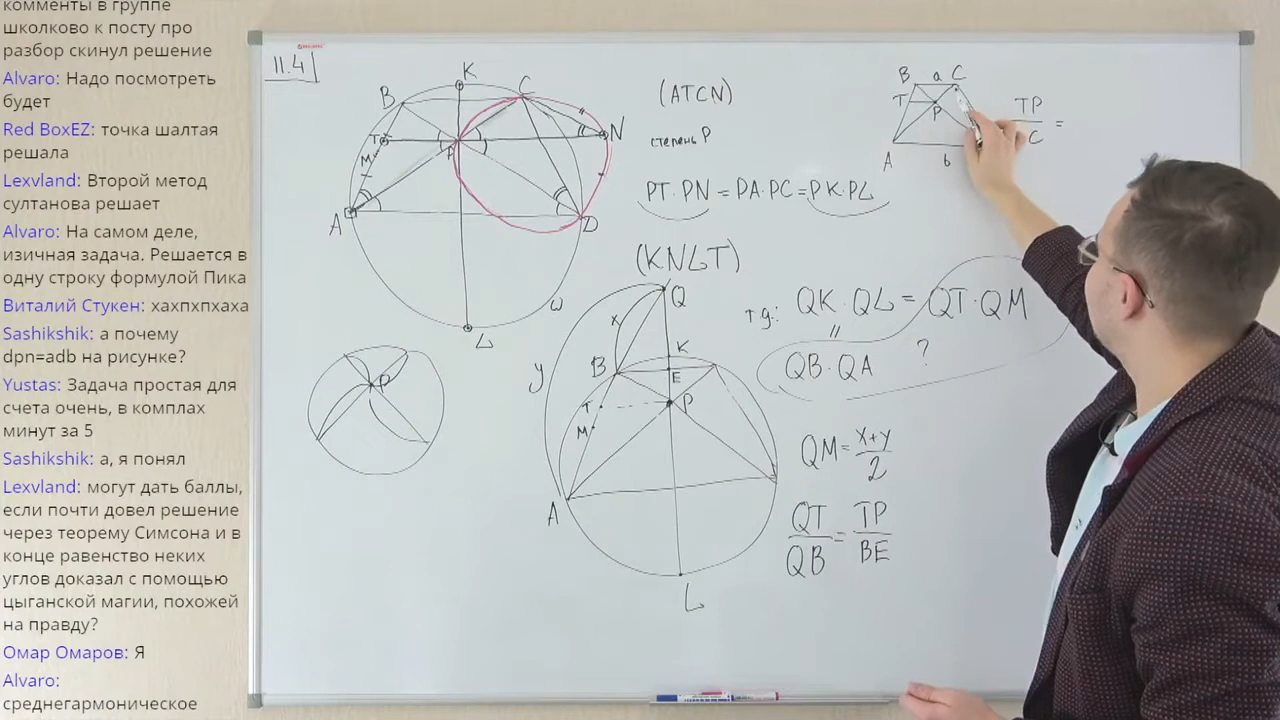 комменты в группе
школково к посту про
разбор скинул решение
Alvaro: Надо посмотреть
будет
Red BoxEZ: точка шалтая
решала
Lexvland: Второй метод
султанова решает
Alvaro: На самом деле,
изичная задача. Решается в
одну строку формулой Пика
Виталий Стукен: хахпхпхаха
Sashikshik: а почему
dpn=adb на рисунке?
Yustas: Задача простая для
счета очень, в комплах
минут за 5
Sashikshik: а, я понял
Lexvland: могут дать баллы,
если почти довел решение
через теорему Симсона и в
конце равенство неких
углов доказал с помощью
цыганской магии, похожей
на правду?
Омар Омаров: Я
Alvaro:
среднегармоническое
11.4
K
B
C
T
N
P
M
A
D
ω
L
P
(ATCN)
степень P
PT·PN = PA·PC = PK·PL
(KNLT)
Q
x
y
B
K
E
T
P
M
A
L
т.д.: QK·QL = QT·QM
"
QB·QA ?
QM = x+y
2
QT = TP
QB BE
B a C
T
P
A b
TP =
C